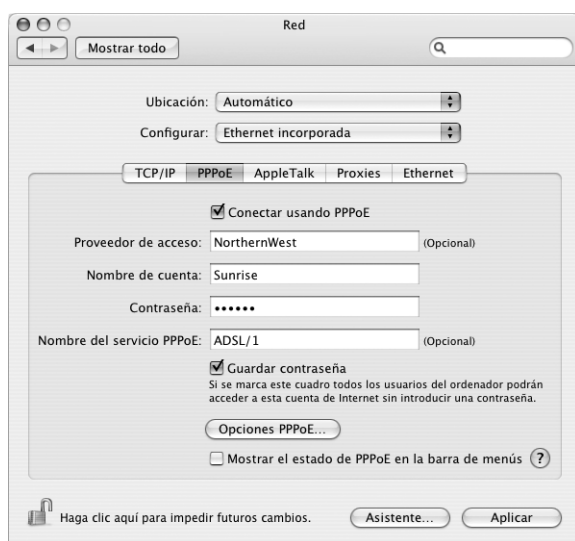 Red
Mostrar todo
Ubicación: Automático
Configurar: Ethernet incorporada
TCP/IP PPPoE AppleTalk Proxies Ethernet
Conectar usando PPPoE
Proveedor de acceso: NorthernWest (Opcional)
Nombre de cuenta: Sunrise
Contraseña: ••••••
Nombre del servicio PPPoE: ADSL/1 (Opcional)
Guardar contraseña
Si se marca este cuadro todos los usuarios del ordenador podrán
acceder a esta cuenta de Internet sin introducir una contraseña.
Opciones PPPoE...
Mostrar el estado de PPPoE en la barra de menús ?
Haga clic aquí para impedir futuros cambios. Asistente... Aplicar